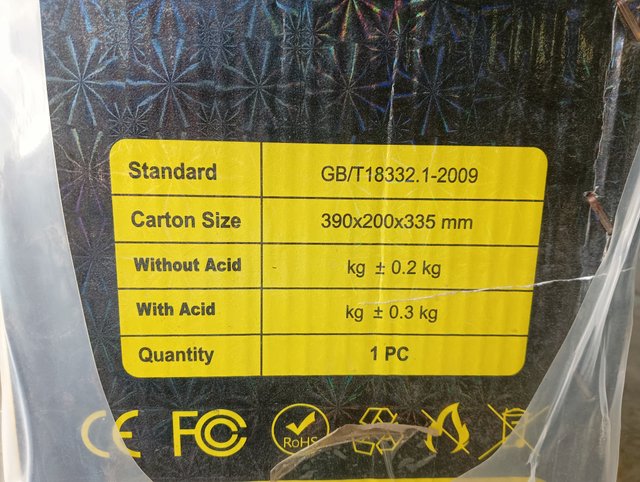 Standard GB/T18332.1-2009
Carton Size 390x200x335 mm
Without Acid kg ± 0.2 kg
With Acid kg ± 0.3 kg
Quantity 1 PC
CE FC RoHS